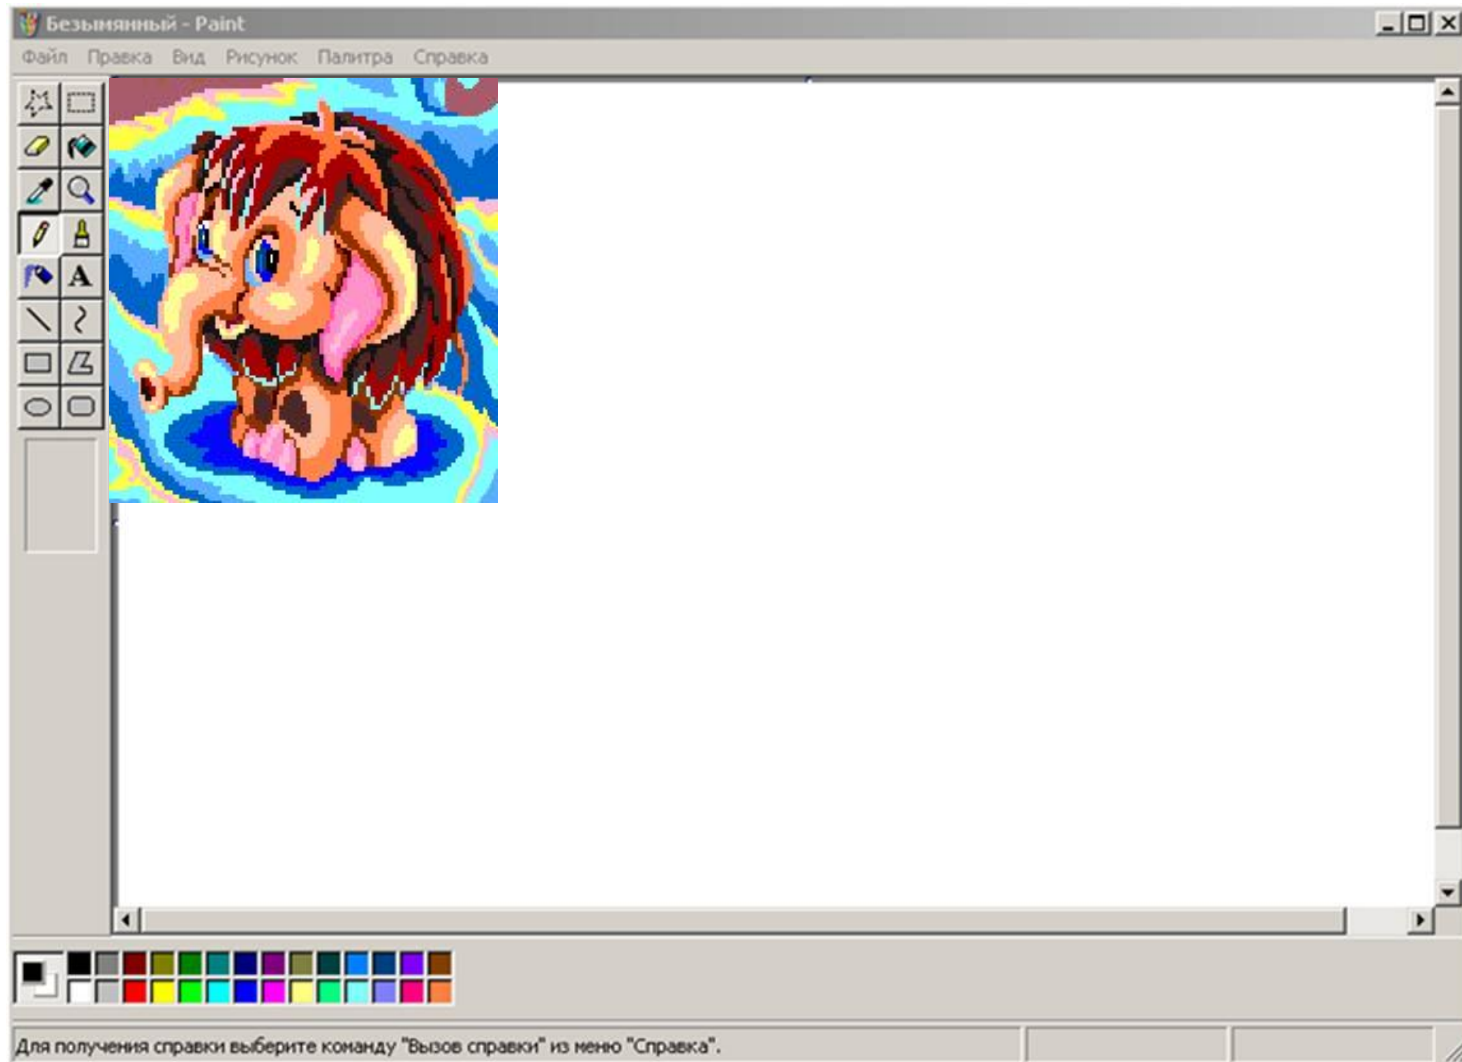 Безымянный - Paint
Файл Правка Вид Рисунок Палитра Справка
A
Для получения справки выберите команду "Вызов справки" из меню "Справка".